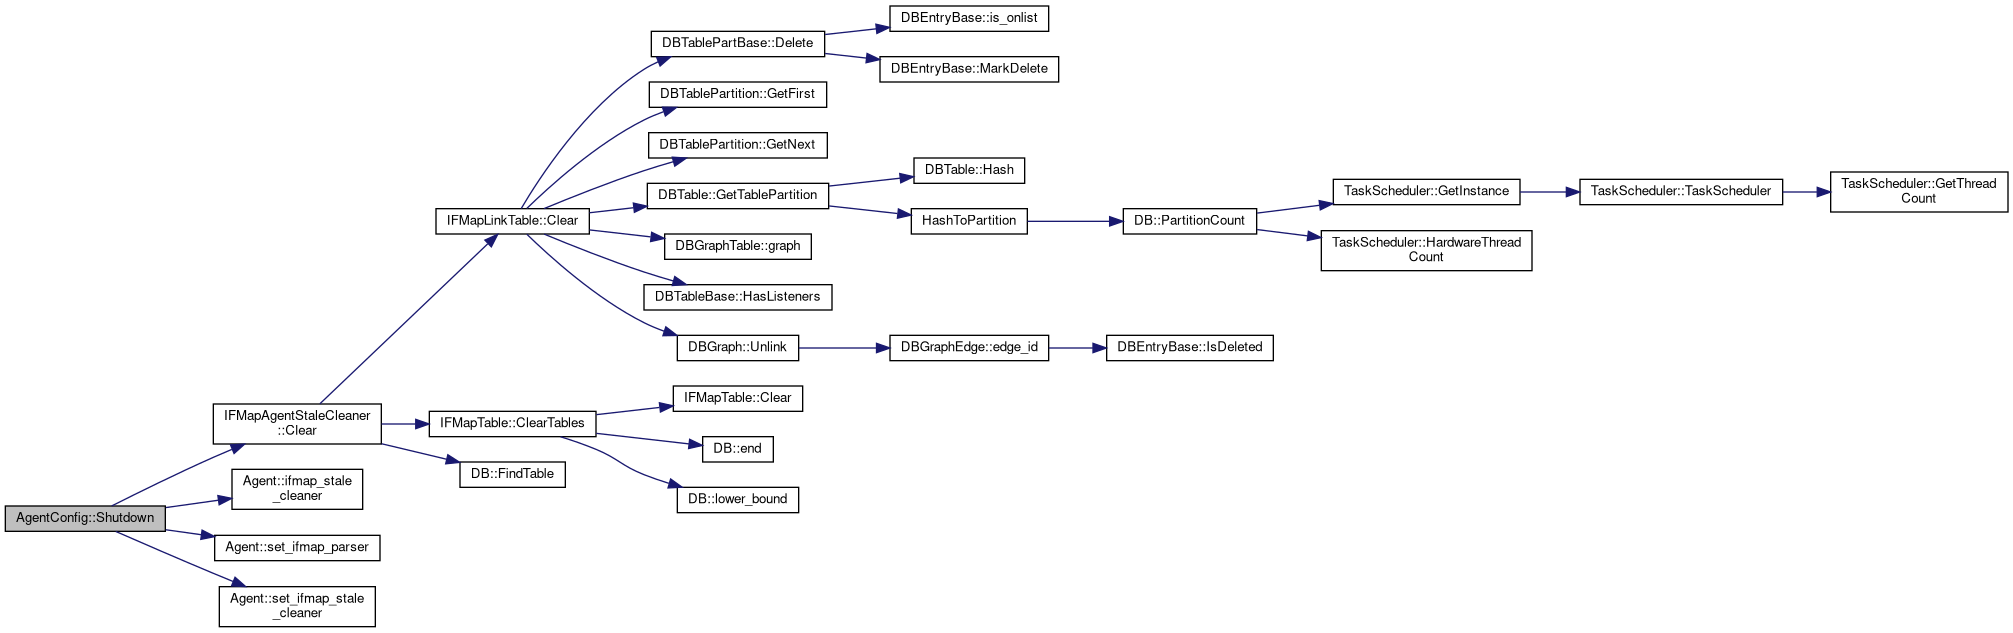 DBEntryBase::is_onlist
DBTablePartBase::Delete
DBEntryBase::MarkDelete
DBTablePartition::GetFirst
DBTablePartition::GetNext
DBTable::Hash
TaskScheduler::GetInstance
TaskScheduler::TaskScheduler
TaskScheduler::GetThread
Count
DBTable::GetTablePartition
IFMapLinkTable::Clear
HashToPartition
DB::PartitionCount
DBGraphTable::graph
TaskScheduler::HardwareThread
Count
DBTableBase::HasListeners
DBGraph::Unlink
DBGraphEdge::edge_id
DBEntryBase::IsDeleted
IFMapTable::Clear
IFMapAgentStaleCleaner
::Clear
IFMapTable::ClearTables
DB::end
DB::FindTable
Agent::ifmap_stale
_cleaner
DB::lower_bound
AgentConfig::Shutdown
Agent::set_ifmap_parser
Agent::set_ifmap_stale
_cleaner